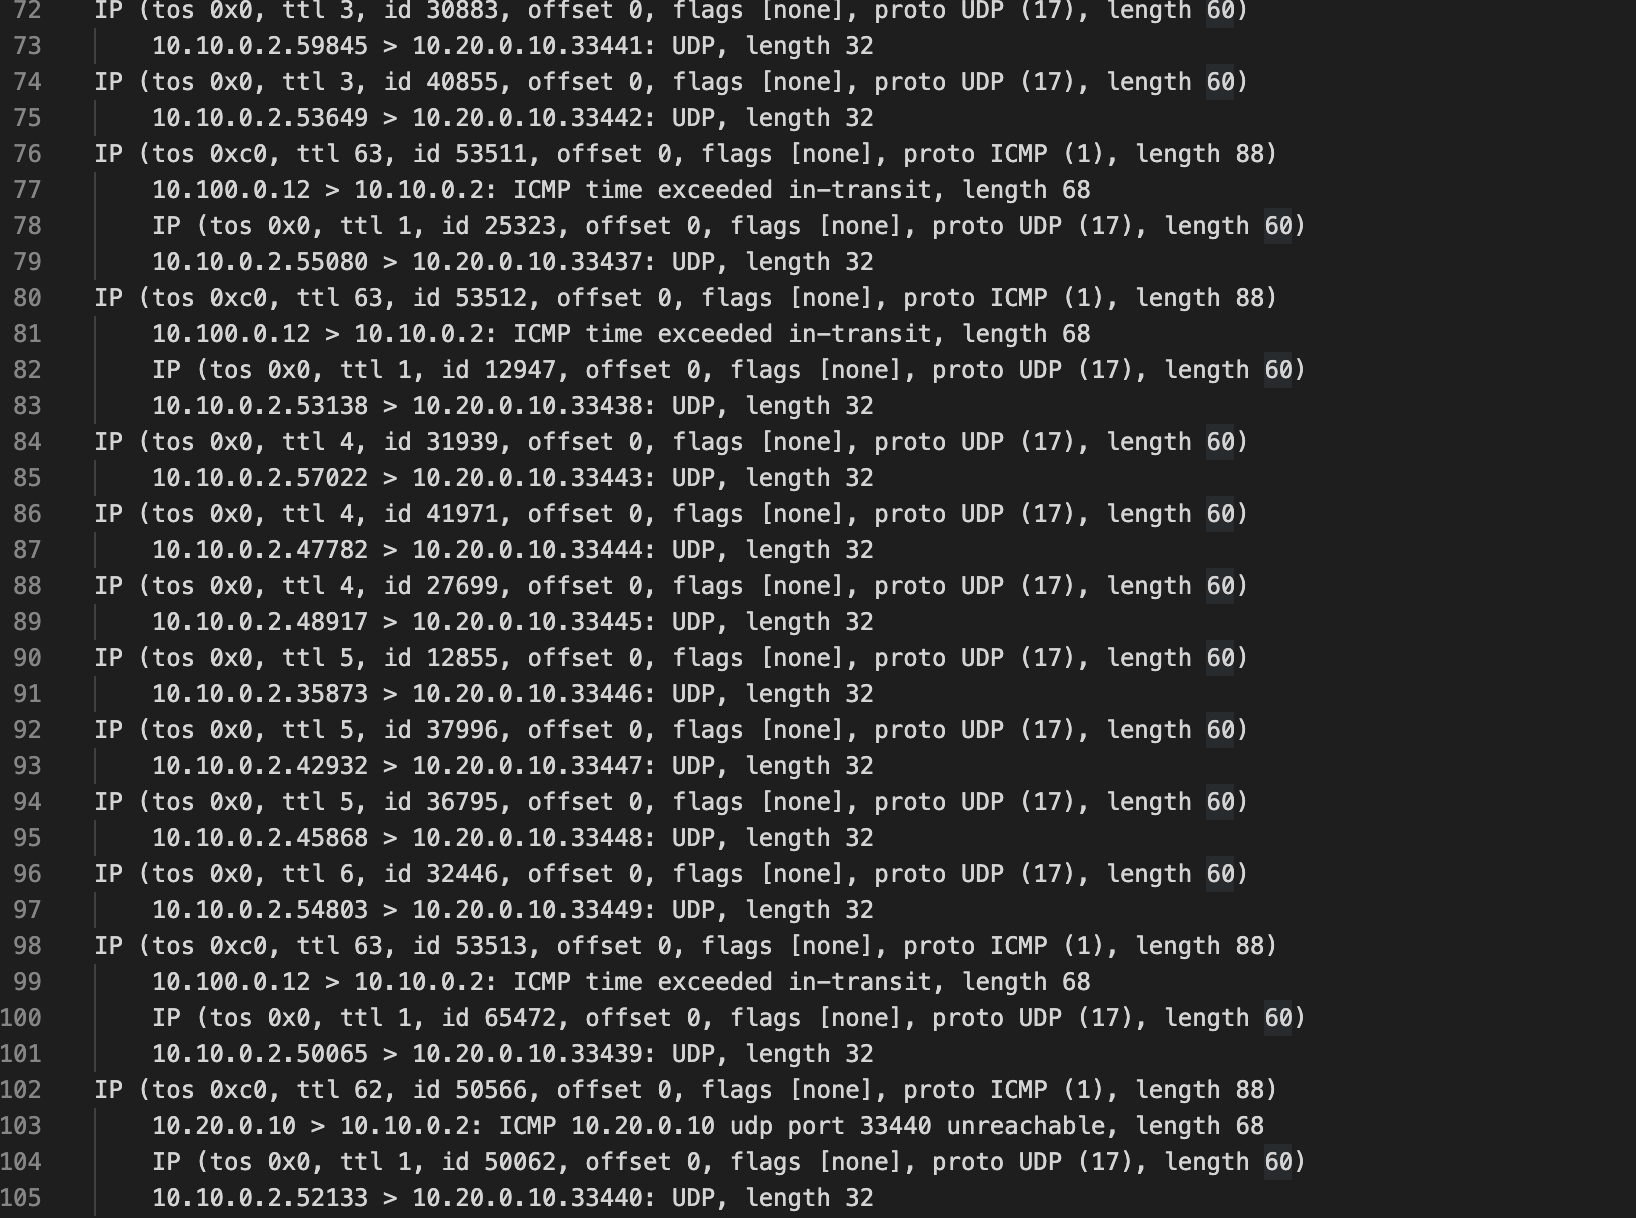 72 IP (tos 0x0, ttl 3, id 30883, offset 0, flags [none], proto UDP (17), length 60)
73 10.10.0.2.59845 > 10.20.0.10.33441: UDP, length 32
74 IP (tos 0x0, ttl 3, id 40855, offset 0, flags [none], proto UDP (17), length 60)
75 10.10.0.2.53649 > 10.20.0.10.33442: UDP, length 32
76 IP (tos 0xc0, ttl 63, id 53511, offset 0, flags [none], proto ICMP (1), length 88)
77 10.100.0.12 > 10.10.0.2: ICMP time exceeded in-transit, length 68
78 IP (tos 0x0, ttl 1, id 25323, offset 0, flags [none], proto UDP (17), length 60)
79 10.10.0.2.55080 > 10.20.0.10.33437: UDP, length 32
80 IP (tos 0xc0, ttl 63, id 53512, offset 0, flags [none], proto ICMP (1), length 88)
81 10.100.0.12 > 10.10.0.2: ICMP time exceeded in-transit, length 68
82 IP (tos 0x0, ttl 1, id 12947, offset 0, flags [none], proto UDP (17), length 60)
83 10.10.0.2.53138 > 10.20.0.10.33438: UDP, length 32
84 IP (tos 0x0, ttl 4, id 31939, offset 0, flags [none], proto UDP (17), length 60)
85 10.10.0.2.57022 > 10.20.0.10.33443: UDP, length 32
86 IP (tos 0x0, ttl 4, id 41971, offset 0, flags [none], proto UDP (17), length 60)
87 10.10.0.2.47782 > 10.20.0.10.33444: UDP, length 32
88 IP (tos 0x0, ttl 4, id 27699, offset 0, flags [none], proto UDP (17), length 60)
89 10.10.0.2.48917 > 10.20.0.10.33445: UDP, length 32
90 IP (tos 0x0, ttl 5, id 12855, offset 0, flags [none], proto UDP (17), length 60)
91 10.10.0.2.35873 > 10.20.0.10.33446: UDP, length 32
92 IP (tos 0x0, ttl 5, id 37996, offset 0, flags [none], proto UDP (17), length 60)
93 10.10.0.2.42932 > 10.20.0.10.33447: UDP, length 32
94 IP (tos 0x0, ttl 5, id 36795, offset 0, flags [none], proto UDP (17), length 60)
95 10.10.0.2.45868 > 10.20.0.10.33448: UDP, length 32
96 IP (tos 0x0, ttl 6, id 32446, offset 0, flags [none], proto UDP (17), length 60)
97 10.10.0.2.54803 > 10.20.0.10.33449: UDP, length 32
98 IP (tos 0xc0, ttl 63, id 53513, offset 0, flags [none], proto ICMP (1), length 88)
99 10.100.0.12 > 10.10.0.2: ICMP time exceeded in-transit, length 68
100 IP (tos 0x0, ttl 1, id 65472, offset 0, flags [none], proto UDP (17), length 60)
101 10.10.0.2.50065 > 10.20.0.10.33439: UDP, length 32
102 IP (tos 0xc0, ttl 62, id 50566, offset 0, flags [none], proto ICMP (1), length 88)
103 10.20.0.10 > 10.10.0.2: ICMP 10.20.0.10 udp port 33440 unreachable, length 68
104 IP (tos 0x0, ttl 1, id 50062, offset 0, flags [none], proto UDP (17), length 60)
105 10.10.0.2.52133 > 10.20.0.10.33440: UDP, length 32